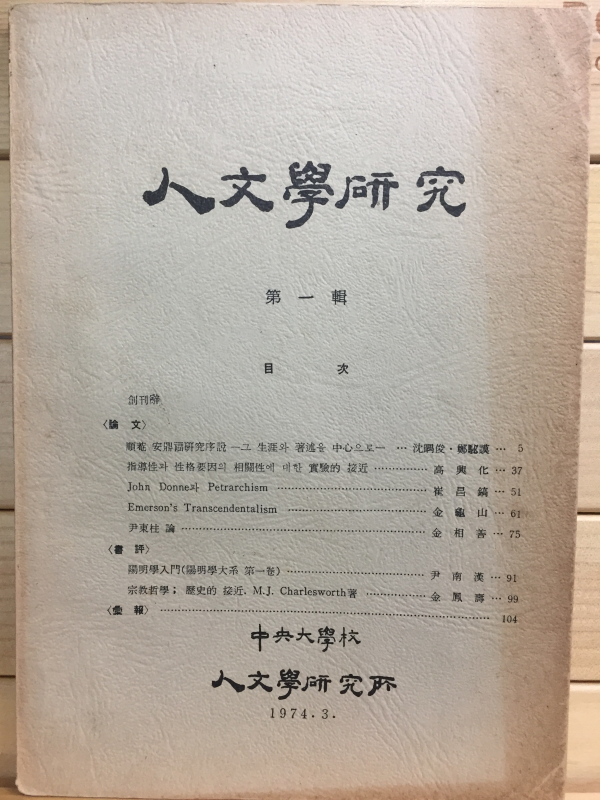 人文學硏究
第一輯
目次
創刊辭
〈論文〉
順菴 安鼎福硏究序說 —그 生涯와 著述을 中心으로— … 沈㬂俊·鄭駜謨 … 5
指導性과 性格要因의 相關性에 대한 實驗的 接近 … 高興化 … 37
John Donne과 Petrarchism … 崔昌鎬 … 51
Emerson's Transcendentalism … 金龜山 … 61
尹東柱 論 … 金相善 … 75
〈書評〉
陽明學入門(陽明學大系 第一卷) … 尹南漢 … 91
宗敎哲學; 歷史的 接近. M.J. Charlesworth著 … 金鳳壽 … 99
〈彙報〉 … 104
中央大學校
人文學硏究所
1974.3.